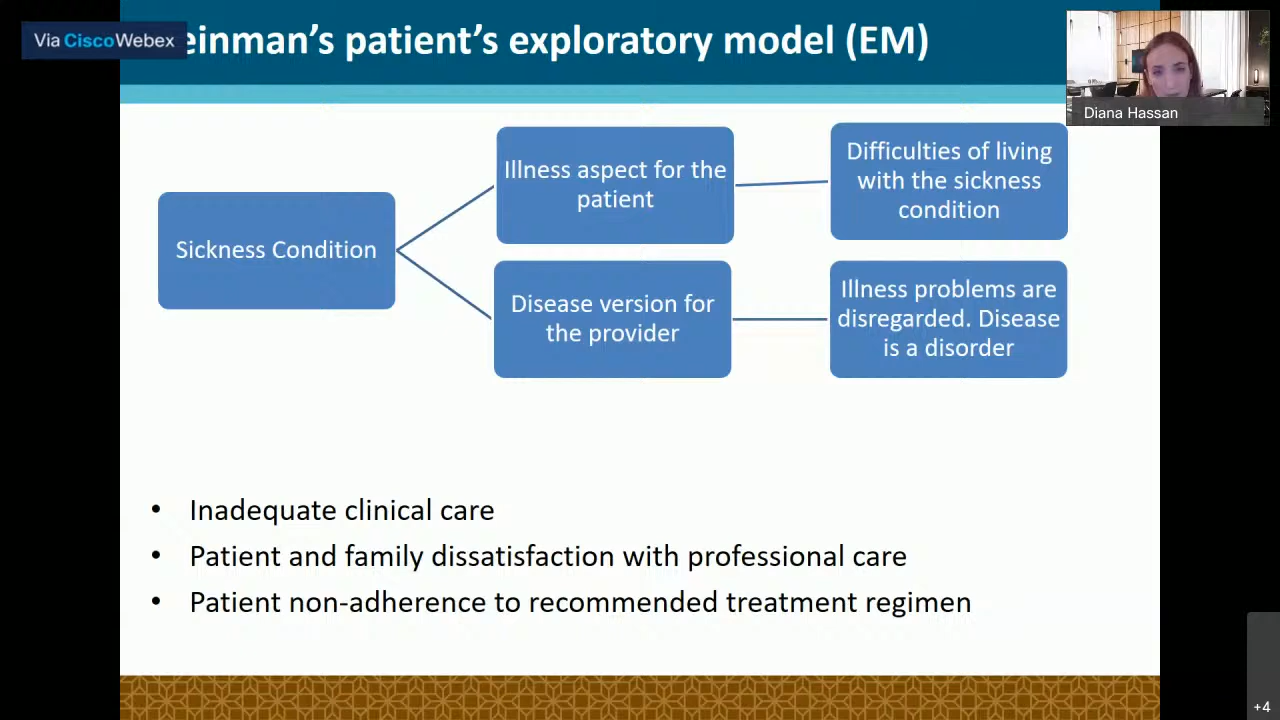 Via CiscoWebex
einman's patient's exploratory model (EM)
Diana Hassan
Sickness Condition
Illness aspect for the
patient
Difficulties of living
with the sickness
condition
Disease version for
the provider
Illness problems are
disregarded. Disease
is a disorder
• Inadequate clinical care
• Patient and family dissatisfaction with professional care
• Patient non-adherence to recommended treatment regimen
+4